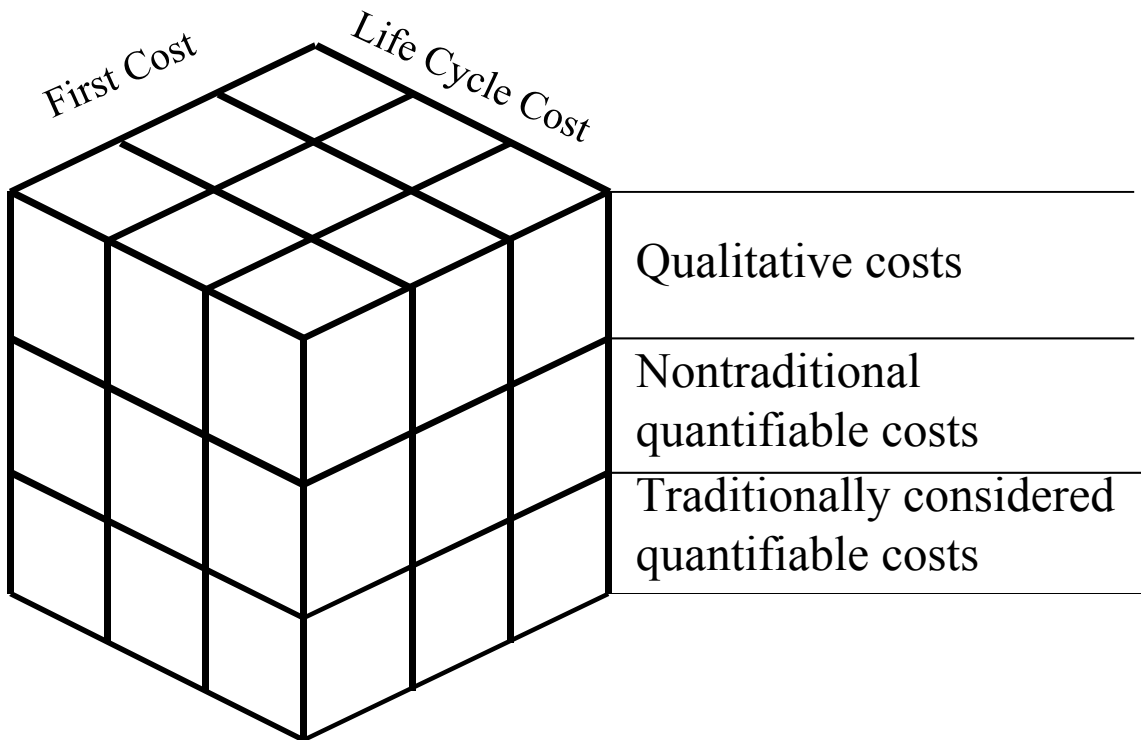 First Cost
Life Cycle Cost
Qualitative costs
Nontraditional
quantifiable costs
Traditionally considered
quantifiable costs